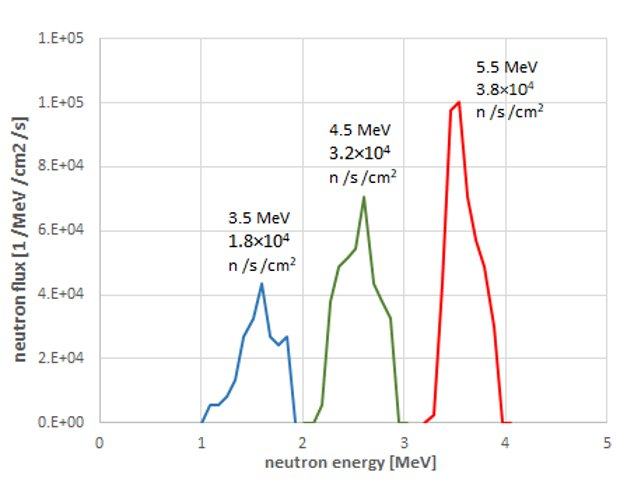 1.E+05
1.E+05
8.E+04
6.E+04
4.E+04
2.E+04
0.E+00
neutron flux [1 /MeV /cm2 /s]
5.5 MeV
3.8×10⁴
n /s /cm²
4.5 MeV
3.2×10⁴
n /s /cm²
3.5 MeV
1.8×10⁴
n /s /cm²
0 1 2 3 4 5
neutron energy [MeV]